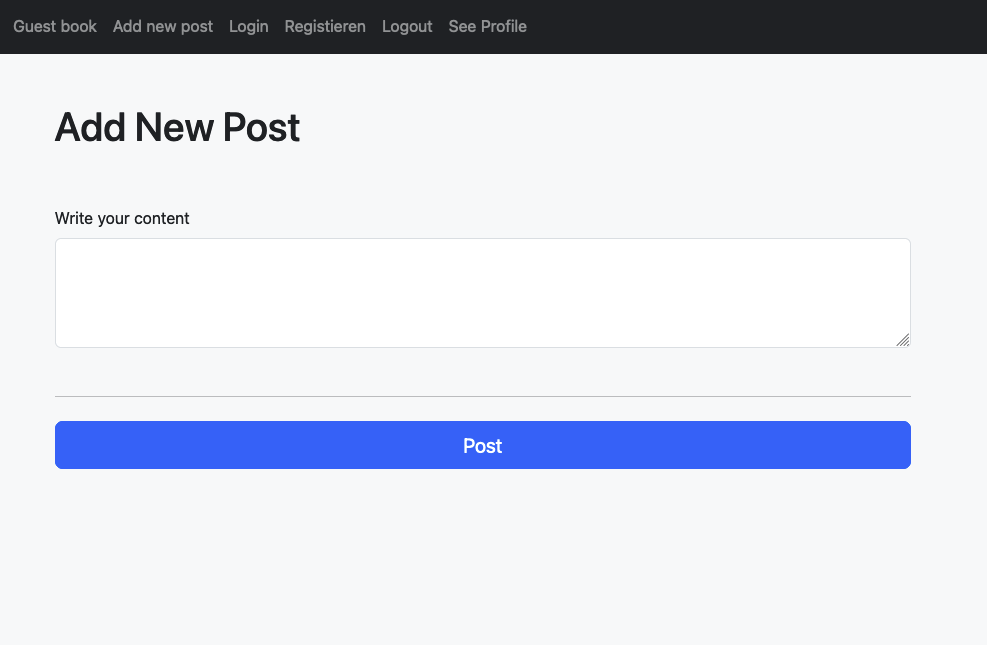 Guest book Add new post Login Registieren Logout See Profile
Add New Post
Write your content
Post